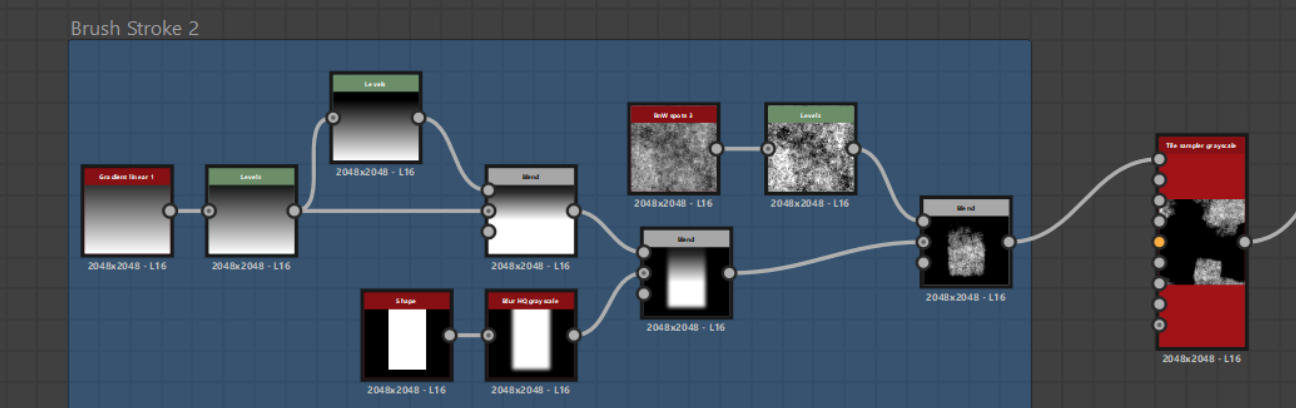 Brush Stroke 2
Levels
2048x2048 - L16
Gradient linear 1
2048x2048 - L16
Levels
2048x2048 - L16
Blend
2048x2048 - L16
BnW spots 3
2048x2048 - L16
Levels
2048x2048 - L16
Shape
2048x2048 - L16
Blur HQ grayscale
2048x2048 - L16
Blend
2048x2048 - L16
Blend
2048x2048 - L16
Tile sampler grayscale
2048x2048 - L16